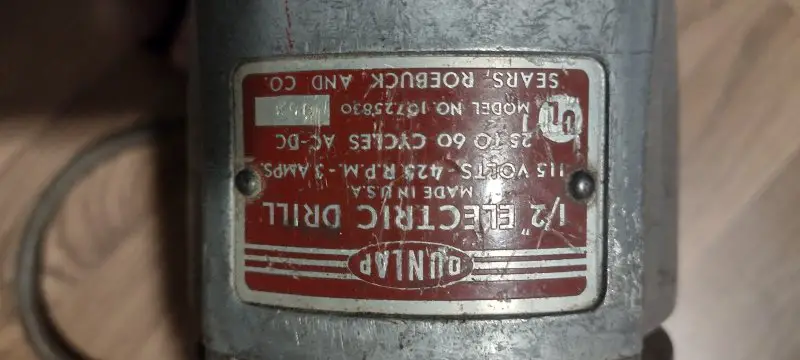 DUNLAP
1/2" ELECTRIC DRILL
MADE IN U.S.A.
115 VOLTS - 425 R.P.M. - 3 AMPS.
25 TO 60 CYCLES AC-DC
UL
MODEL NO. 10725830
SEARS, ROEBUCK AND CO.